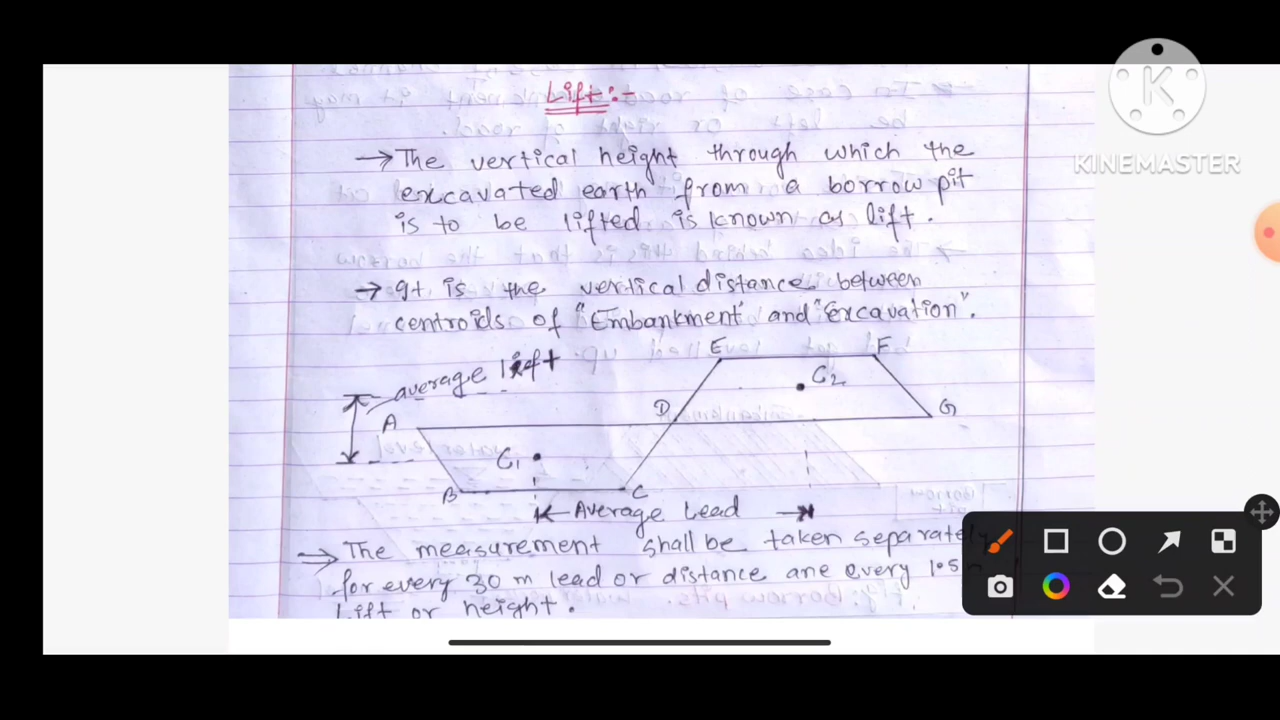 Lift :-
→ The vertical height through which the
excavated earth from a borrow pit
is to be lifted is known as lift.
→ It is the vertical distance between
centroids of "Embankment" and "Excavation".
average lift
E F
C2
A D G
C1
B C
Average Lead
→ The measurement shall be taken separately
for every 30 m lead or distance ane every 1.5 m
Lift or height.
K
KINEMASTER